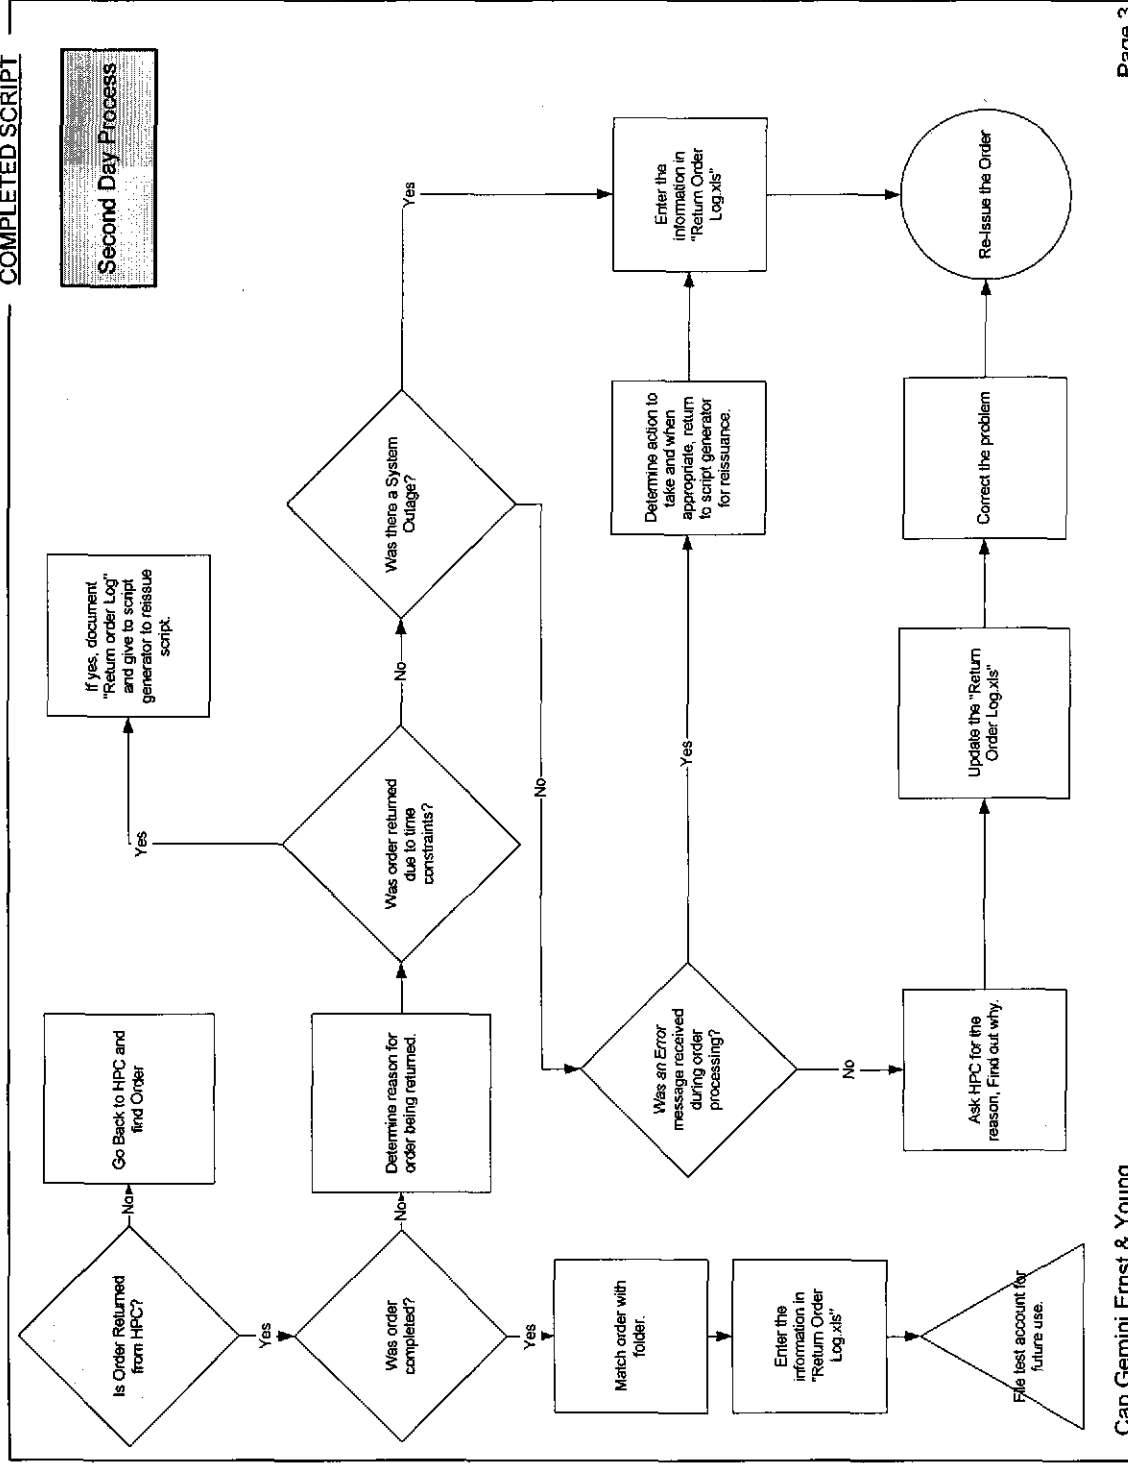 COMPLETED SCRIPT
Second Day Process
Is Order Returned
from HPC?
No
Go Back to HPC and
find Order
Yes
Was order
completed?
No
Determine reason for
order being returned.
Was order returned
due to time
constraints?
Yes
If yes, document
"Return order Log"
and give to script
generator to reissue
script.
No
Was there a System
Outage?
Yes
Enter the
information in
"Return Order
Log.xls"
No
Was an Error
message received
during order
processing?
Yes
Determine action to
take and when
appropriate, return
to script generator
for reissuance.
No
Ask HPC for the
reason, Find out why.
Update the "Return
Order Log.xls"
Correct the problem
Re-Issue the Order
Yes
Match order with
folder.
Enter the
information in
"Return Order
Log.xls"
File test account for
future use.
Cap Gemini Ernst & Young
Page 3